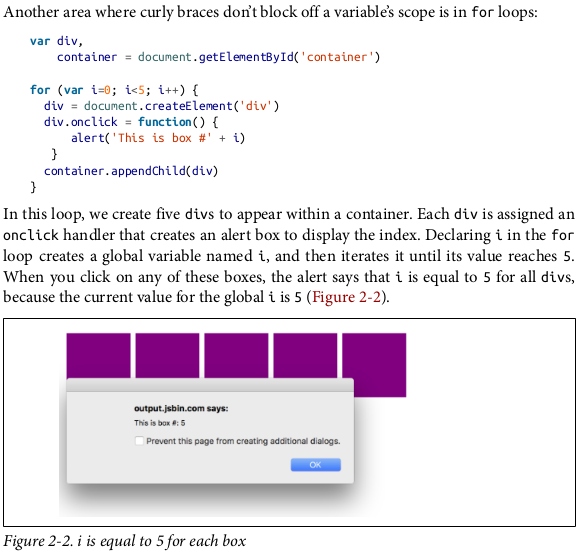 Another area where curly braces don’t block off a variable’s scope is in for loops:
var div,
    container = document.getElementById('container')
for (var i=0; i<5; i++) {
  div = document.createElement('div')
  div.onclick = function() {
      alert('This is box #' + i)
   }
  container.appendChild(div)
}
In this loop, we create five divs to appear within a container. Each div is assigned an
onclick handler that creates an alert box to display the index. Declaring i in the for
loop creates a global variable named i, and then iterates it until its value reaches 5.
When you click on any of these boxes, the alert says that i is equal to 5 for all divs,
because the current value for the global i is 5 (Figure 2-2).
output.jsbin.com says:
This is box #: 5
Prevent this page from creating additional dialogs.
OK
Figure 2-2. i is equal to 5 for each box